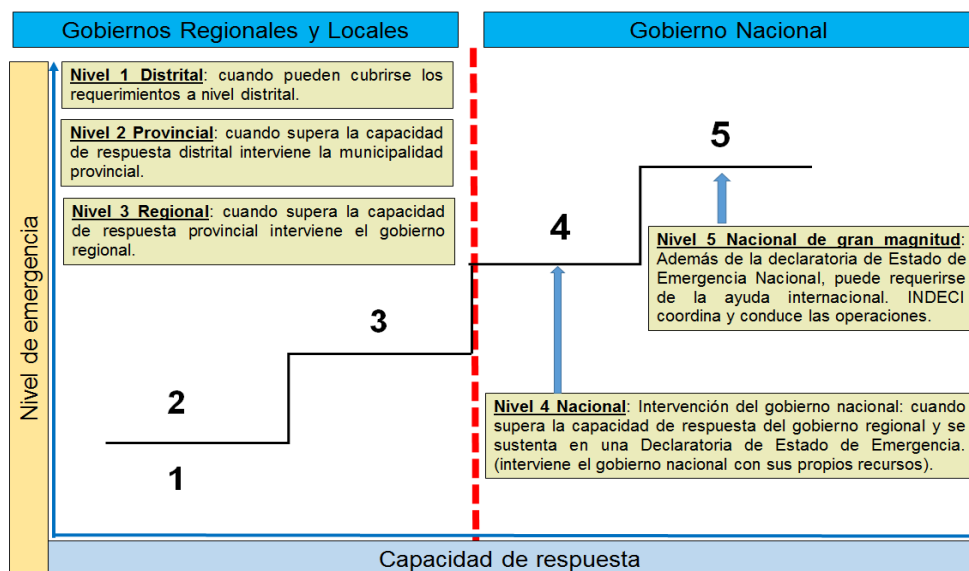 Gobiernos Regionales y Locales
Gobierno Nacional
Nivel de emergencia
Nivel 1 Distrital: cuando pueden cubrirse los
requerimientos a nivel distrital.
Nivel 2 Provincial: cuando supera la capacidad
de respuesta distrital interviene la municipalidad
provincial.
Nivel 3 Regional: cuando supera la capacidad
de respuesta provincial interviene el gobierno
regional.
1
2
3
4
5
Nivel 5 Nacional de gran magnitud:
Además de la declaratoria de Estado de
Emergencia Nacional, puede requerirse
de la ayuda internacional. INDECI
coordina y conduce las operaciones.
Nivel 4 Nacional: Intervención del gobierno nacional: cuando
supera la capacidad de respuesta del gobierno regional y se
sustenta en una Declaratoria de Estado de Emergencia.
(interviene el gobierno nacional con sus propios recursos).
Capacidad de respuesta